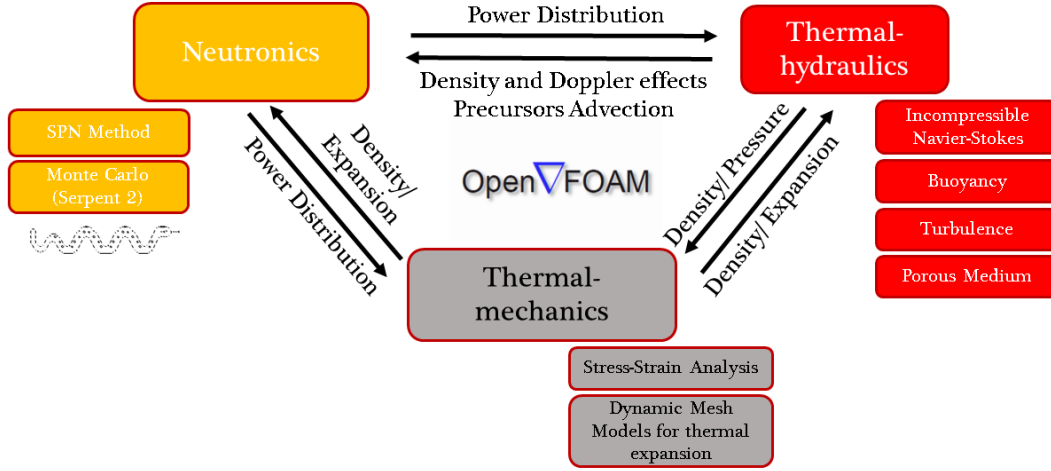 Neutronics
Power Distribution
Thermal-
hydraulics
Density and Doppler effects
Precursors Advection
SPN Method
Monte Carlo
(Serpent 2)
Power Distribution
Density/
Expansion
OpenFOAM
Density/ Pressure
Density/ Expansion
Incompressible
Navier-Stokes
Buoyancy
Turbulence
Porous Medium
Thermal-
mechanics
Stress-Strain Analysis
Dynamic Mesh
Models for thermal
expansion